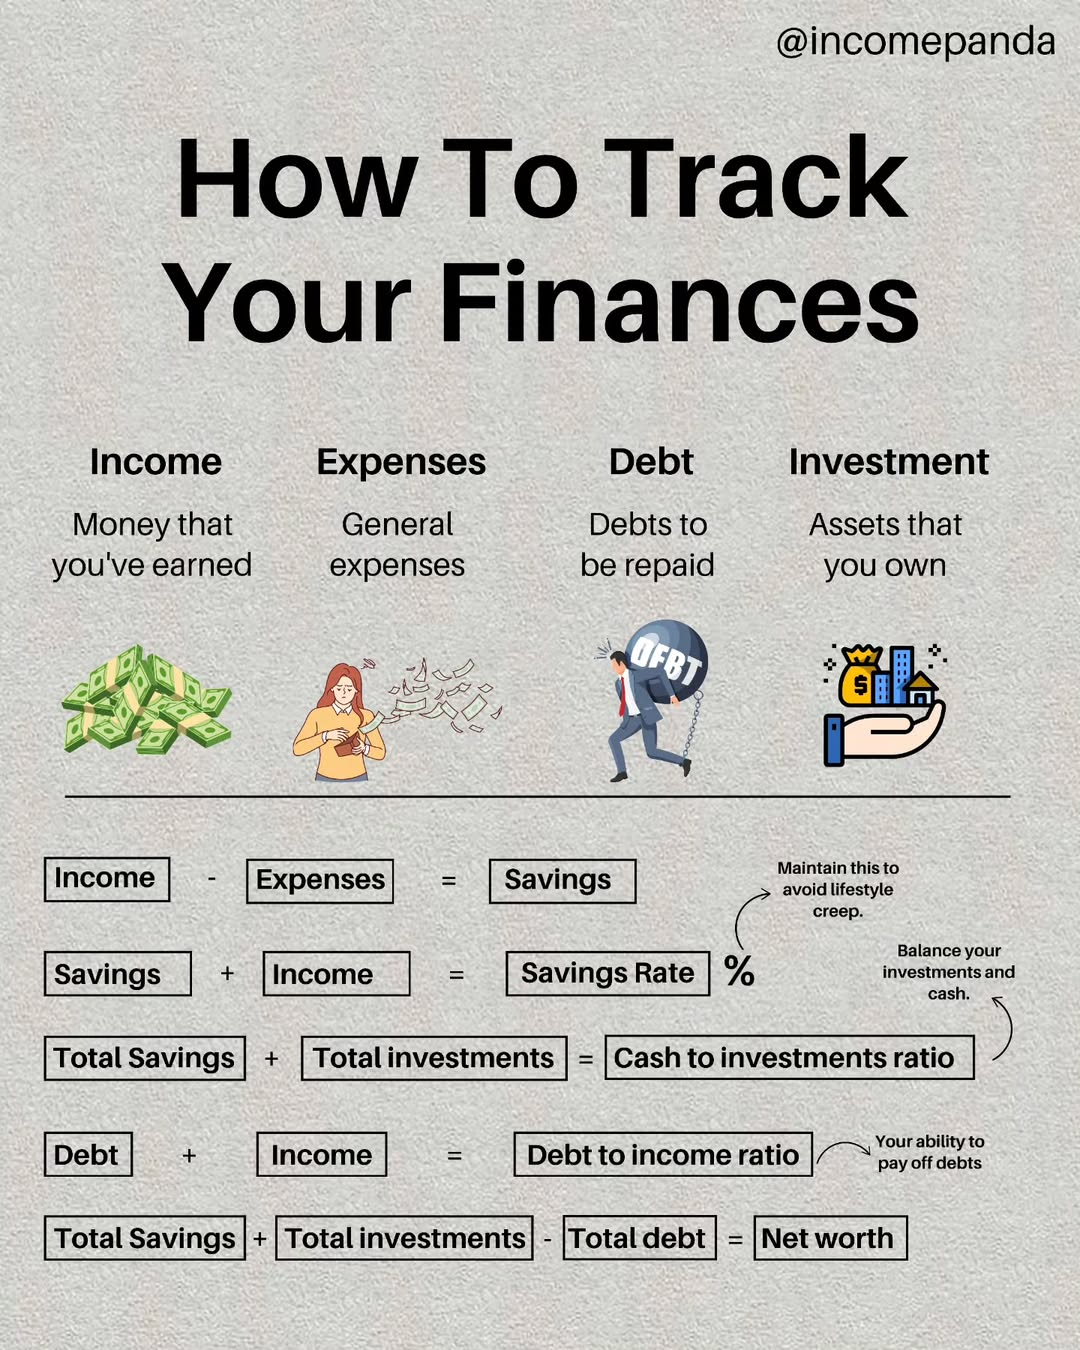 @incomepanda
How To Track
Your Finances
Income
Expenses
Debt
Investment
Money that
you've earned
General
expenses
Debts to
be repaid
Assets that
you own
DEBT
$
Income - Expenses = Savings
Maintain this to
avoid lifestyle
creep.
Savings + Income = Savings Rate %
Balance your
investments and
cash.
Total Savings + Total investments = Cash to investments ratio
Debt + Income = Debt to income ratio
Your ability to
pay off debts
Total Savings + Total investments - Total debt = Net worth